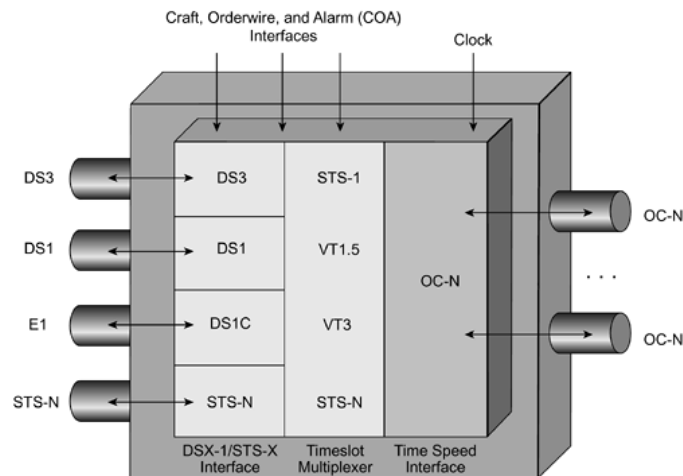 Craft, Orderwire, and Alarm (COA)
Interfaces
Clock
DS3
DS3
STS-1
OC-N
DS1
DS1
VT1.5
OC-N
. . .
E1
DS1C
VT3
OC-N
STS-N
STS-N
STS-N
DSX-1/STS-X
Interface
Timeslot
Multiplexer
Time Speed
Interface